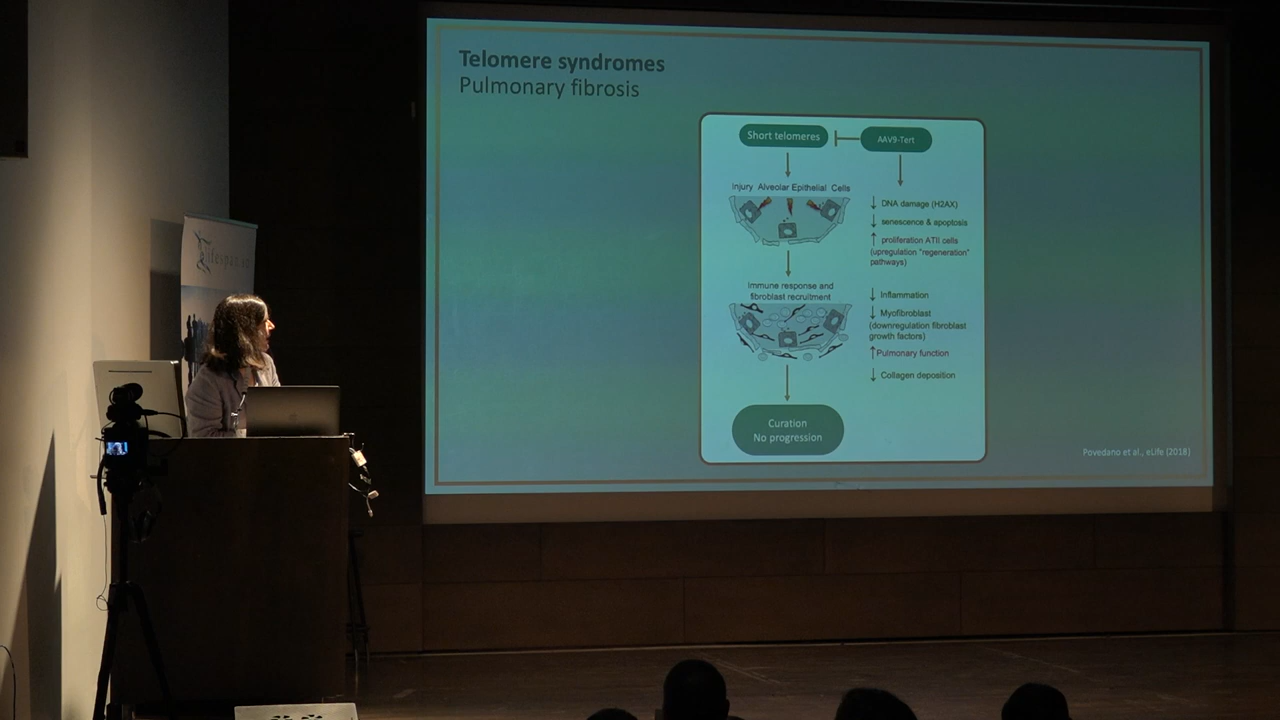 Telomere syndromes
Pulmonary fibrosis
Short telomeres
AAV9-Tert
Injury Alveolar Epithelial Cells
DNA damage (H2AX)
senescence & apoptosis
proliferation ATII cells
(upregulation "regeneration"
pathways)
Immune response and
fibroblast recruitment
Inflammation
Myofibroblast
(downregulation fibroblast
growth factors)
Pulmonary function
Collagen deposition
Curation
No progression
Povedano et al., eLife (2018)